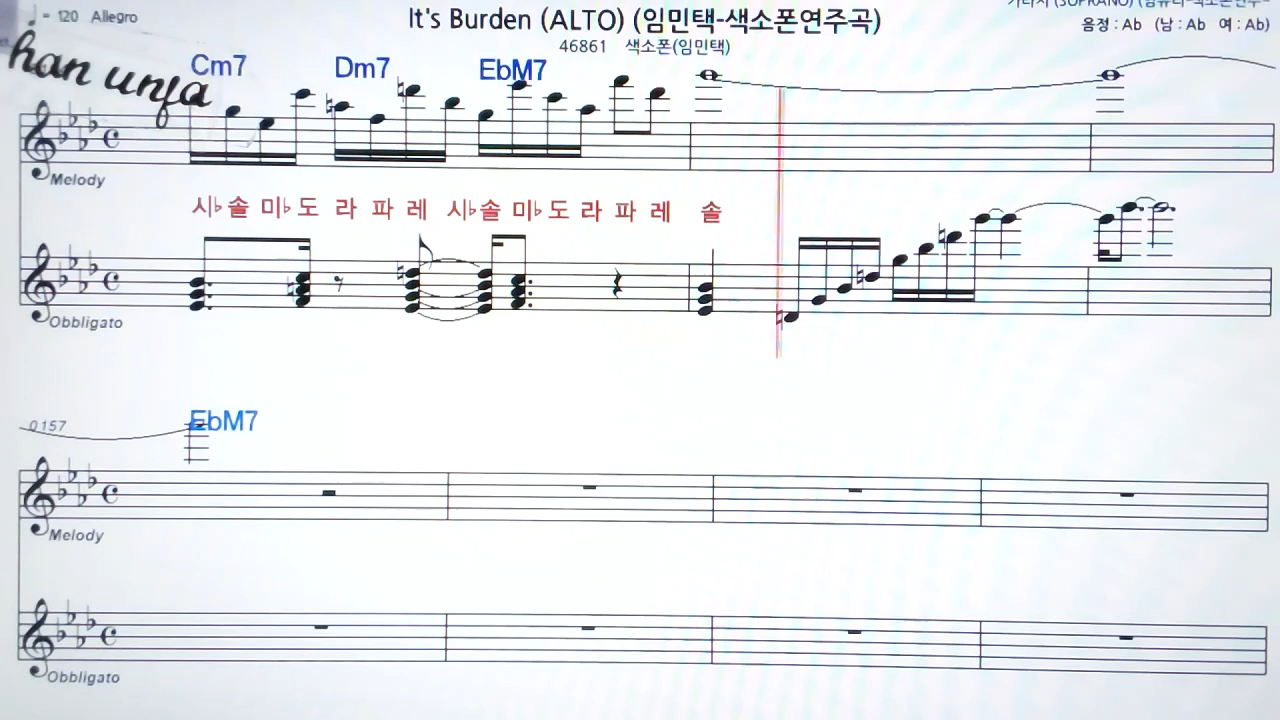 ♩ = 120 Allegro
It's Burden (ALTO) (임민택-색소폰연주곡)
46861 색소폰(임민택)
음정 : Ab (남 : Ab 여 : Ab)
han unja
Cm7 Dm7 EbM7
Melody
시♭ 솔 미♭ 도 라 파 레 시♭ 솔 미♭ 도 라 파 레 솔
Obbligato
0157
EbM7
Melody
Obbligato